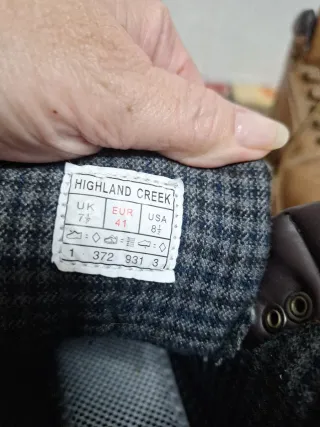 HIGHLAND CREEK
UK EUR USA
7½ 41 8½
1 372 931 3